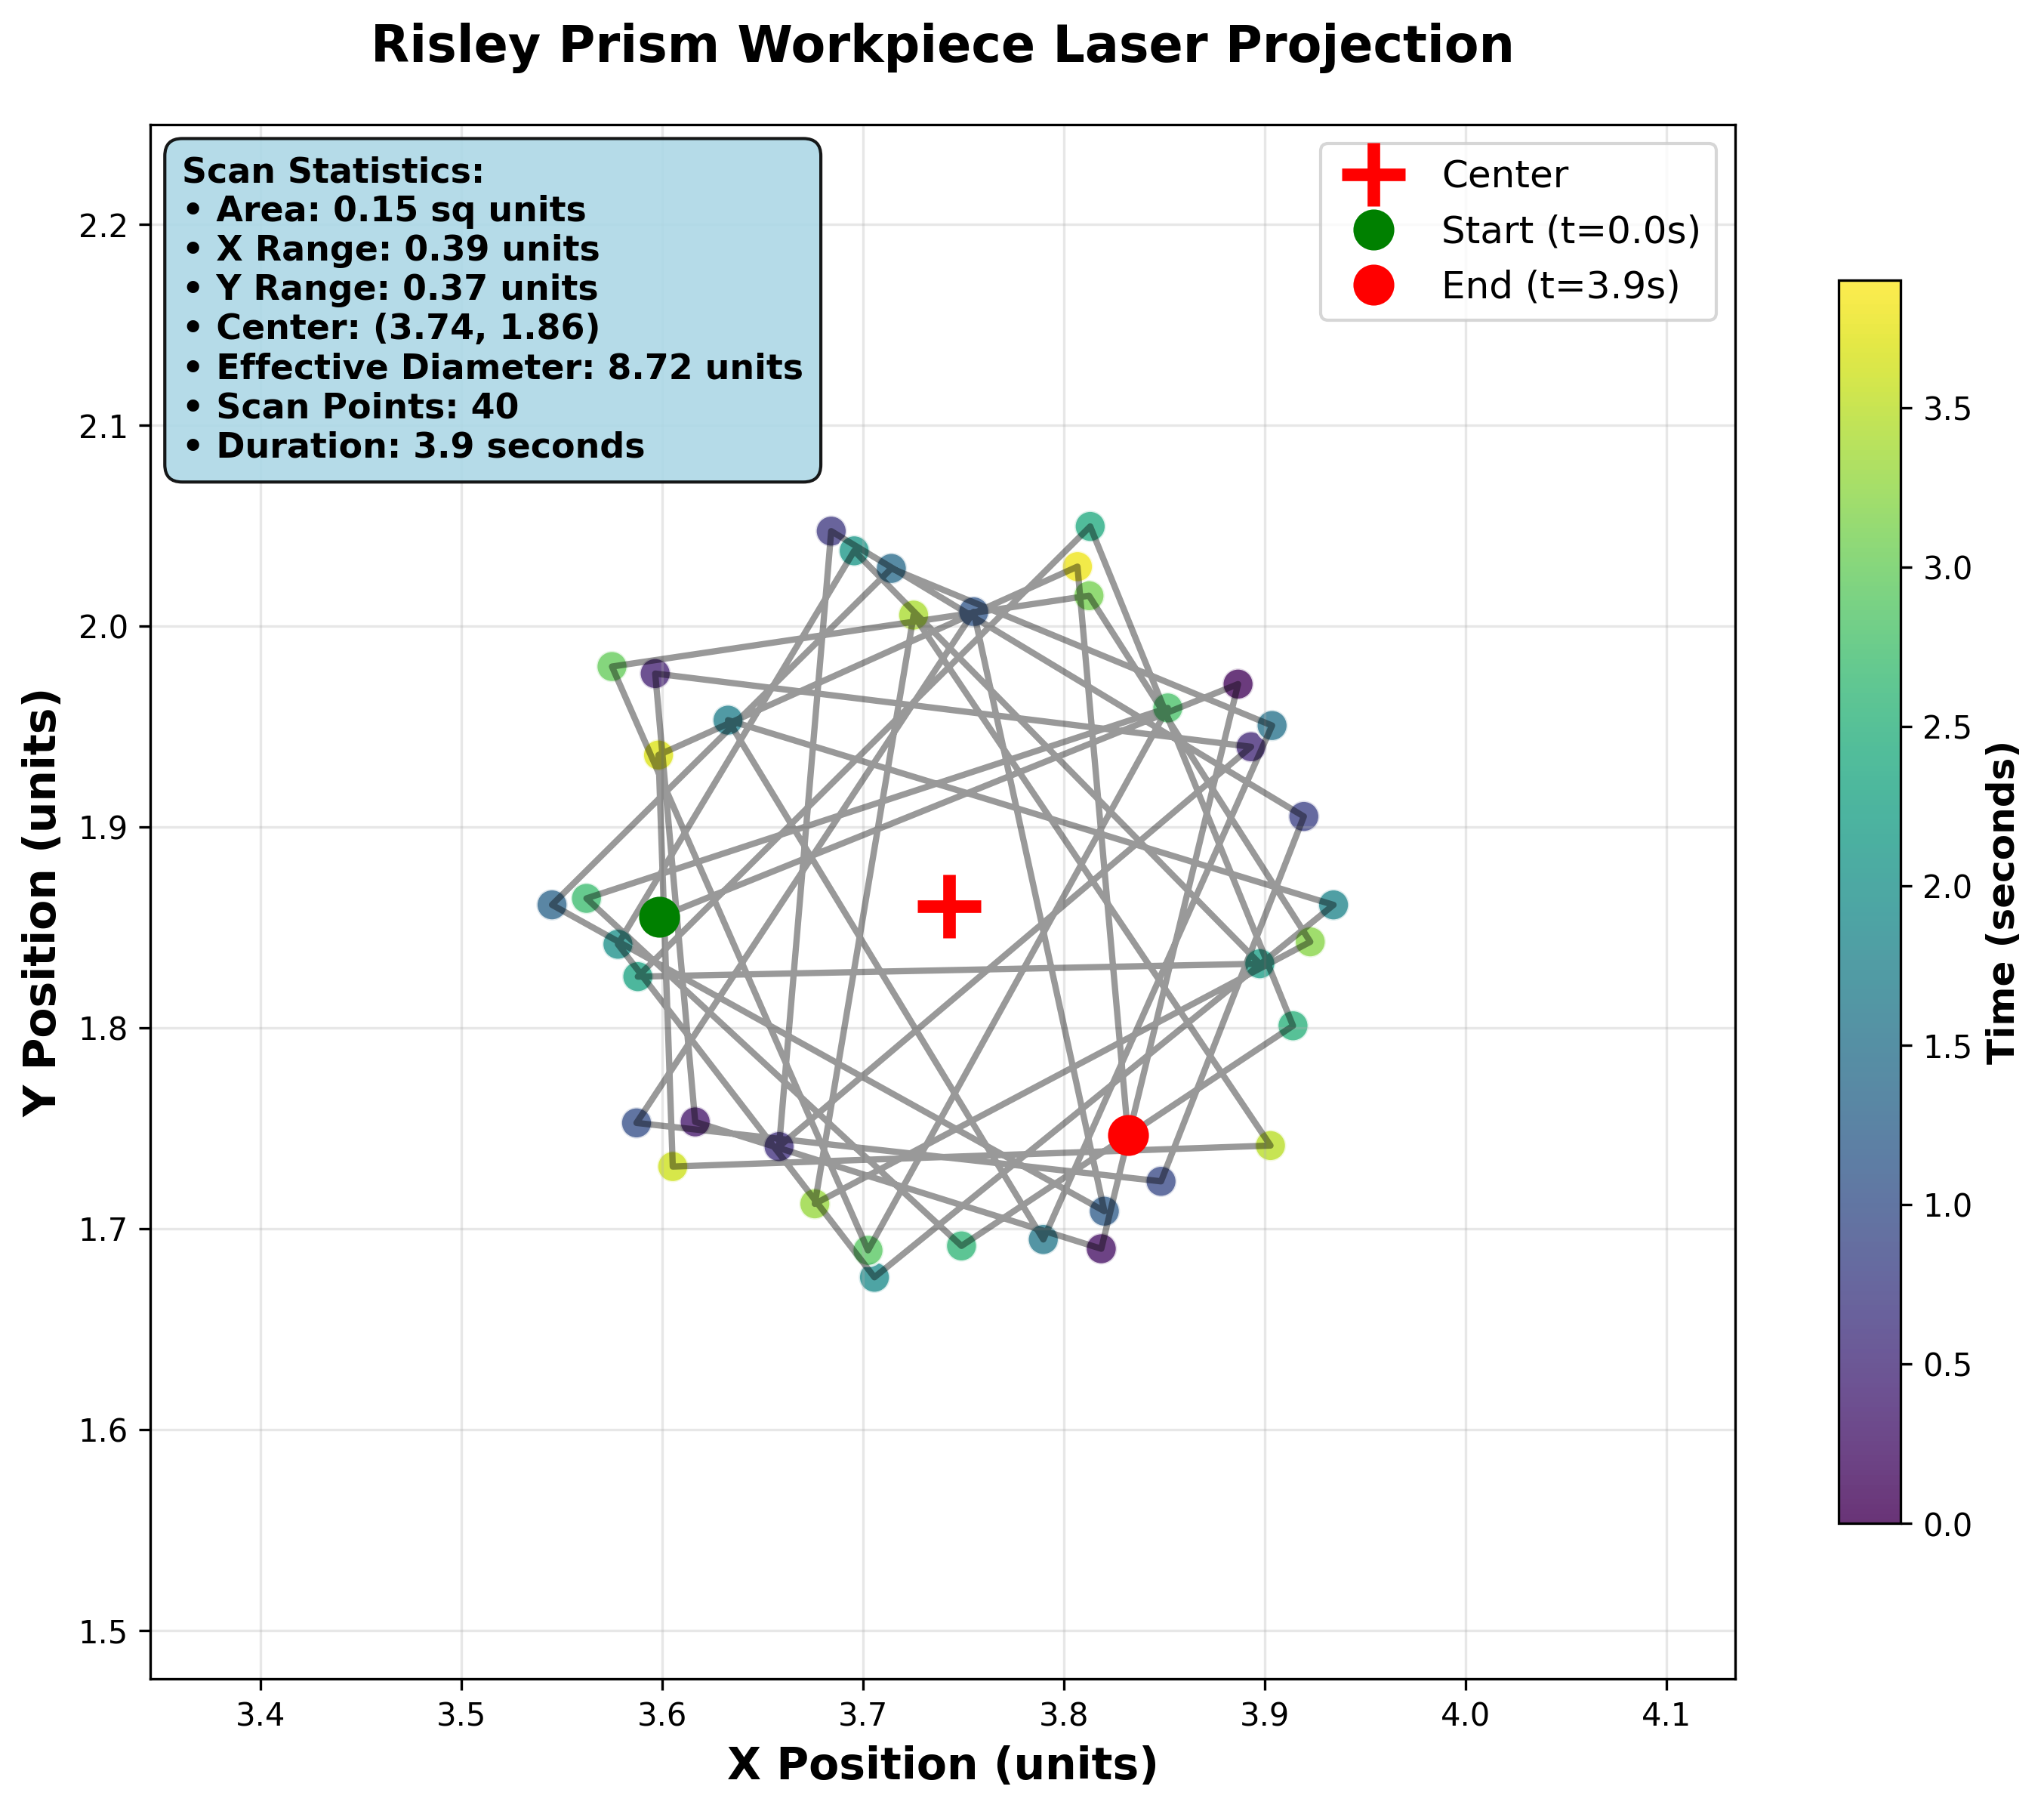 Risley Prism Workpiece Laser Projection
Scan Statistics:
• Area: 0.15 sq units
• X Range: 0.39 units
• Y Range: 0.37 units
• Center: (3.74, 1.86)
• Effective Diameter: 8.72 units
• Scan Points: 40
• Duration: 3.9 seconds
Center
Start (t=0.0s)
End (t=3.9s)
Y Position (units)
2.2
2.1
2.0
1.9
1.8
1.7
1.6
1.5
3.4
3.5
3.6
3.7
3.8
3.9
4.0
4.1
X Position (units)
3.5
3.0
2.5
2.0
1.5
1.0
0.5
0.0
Time (seconds)